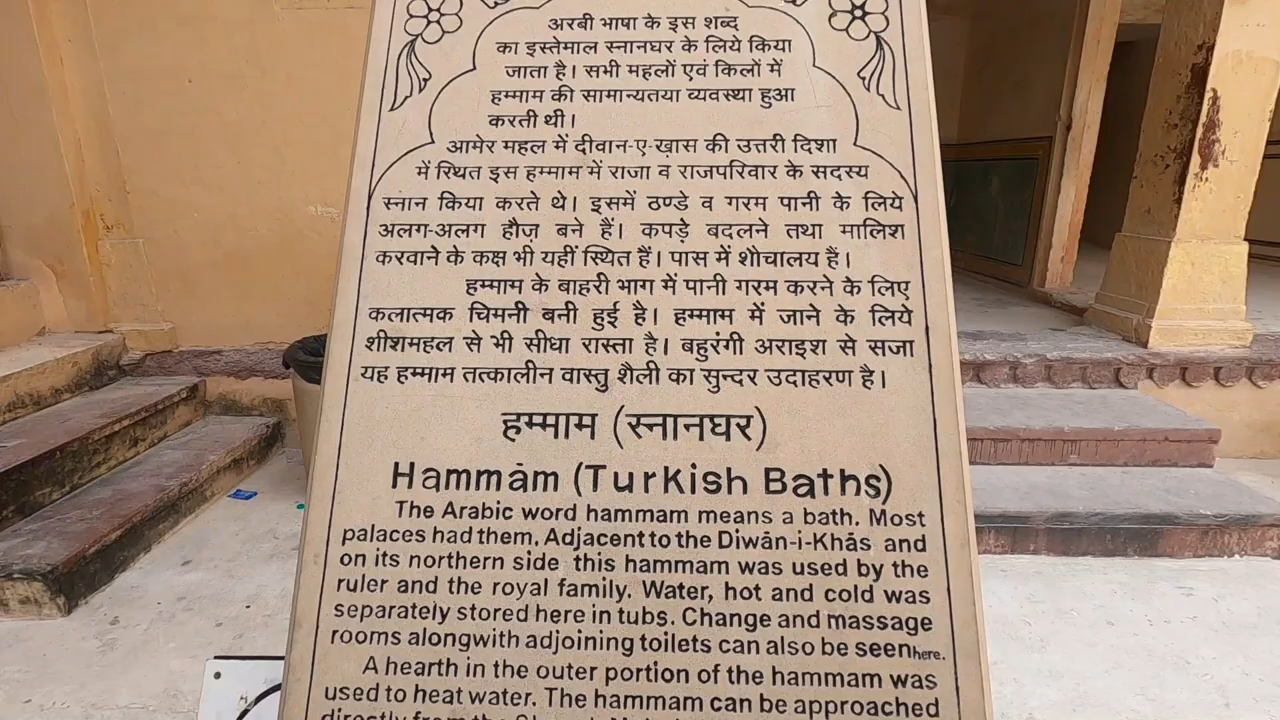 अरबी भाषा के इस शब्द
का इस्तेमाल स्नानघर के लिये किया
जाता है। सभी महलों एवं किलों में
हम्माम की सामान्यतया व्यवस्था हुआ
करती थी।
आमेर महल में दीवान-ए-ख़ास की उत्तरी दिशा
में स्थित इस हम्माम में राजा व राजपरिवार के सदस्य
स्नान किया करते थे। इसमें ठण्डे व गरम पानी के लिये
अलग-अलग हौज़ बने हैं। कपड़े बदलने तथा मालिश
करवाने के कक्ष भी यहीं स्थित हैं। पास में शौचालय हैं।
हम्माम के बाहरी भाग में पानी गरम करने के लिए
कलात्मक चिमनी बनी हुई है। हम्माम में जाने के लिये
शीशमहल से भी सीधा रास्ता है। बहुरंगी अराइश से सजा
यह हम्माम तत्कालीन वास्तु शैली का सुन्दर उदाहरण है।
हम्माम (स्नानघर)
Hammām (Turkish Baths)
The Arabic word hammam means a bath. Most
palaces had them. Adjacent to the Diwān-i-Khās and
on its northern side this hammam was used by the
ruler and the royal family. Water, hot and cold was
separately stored here in tubs. Change and massage
rooms alongwith adjoining toilets can also be seen here.
A hearth in the outer portion of the hammam was
used to heat water. The hammam can be approached
directly from the